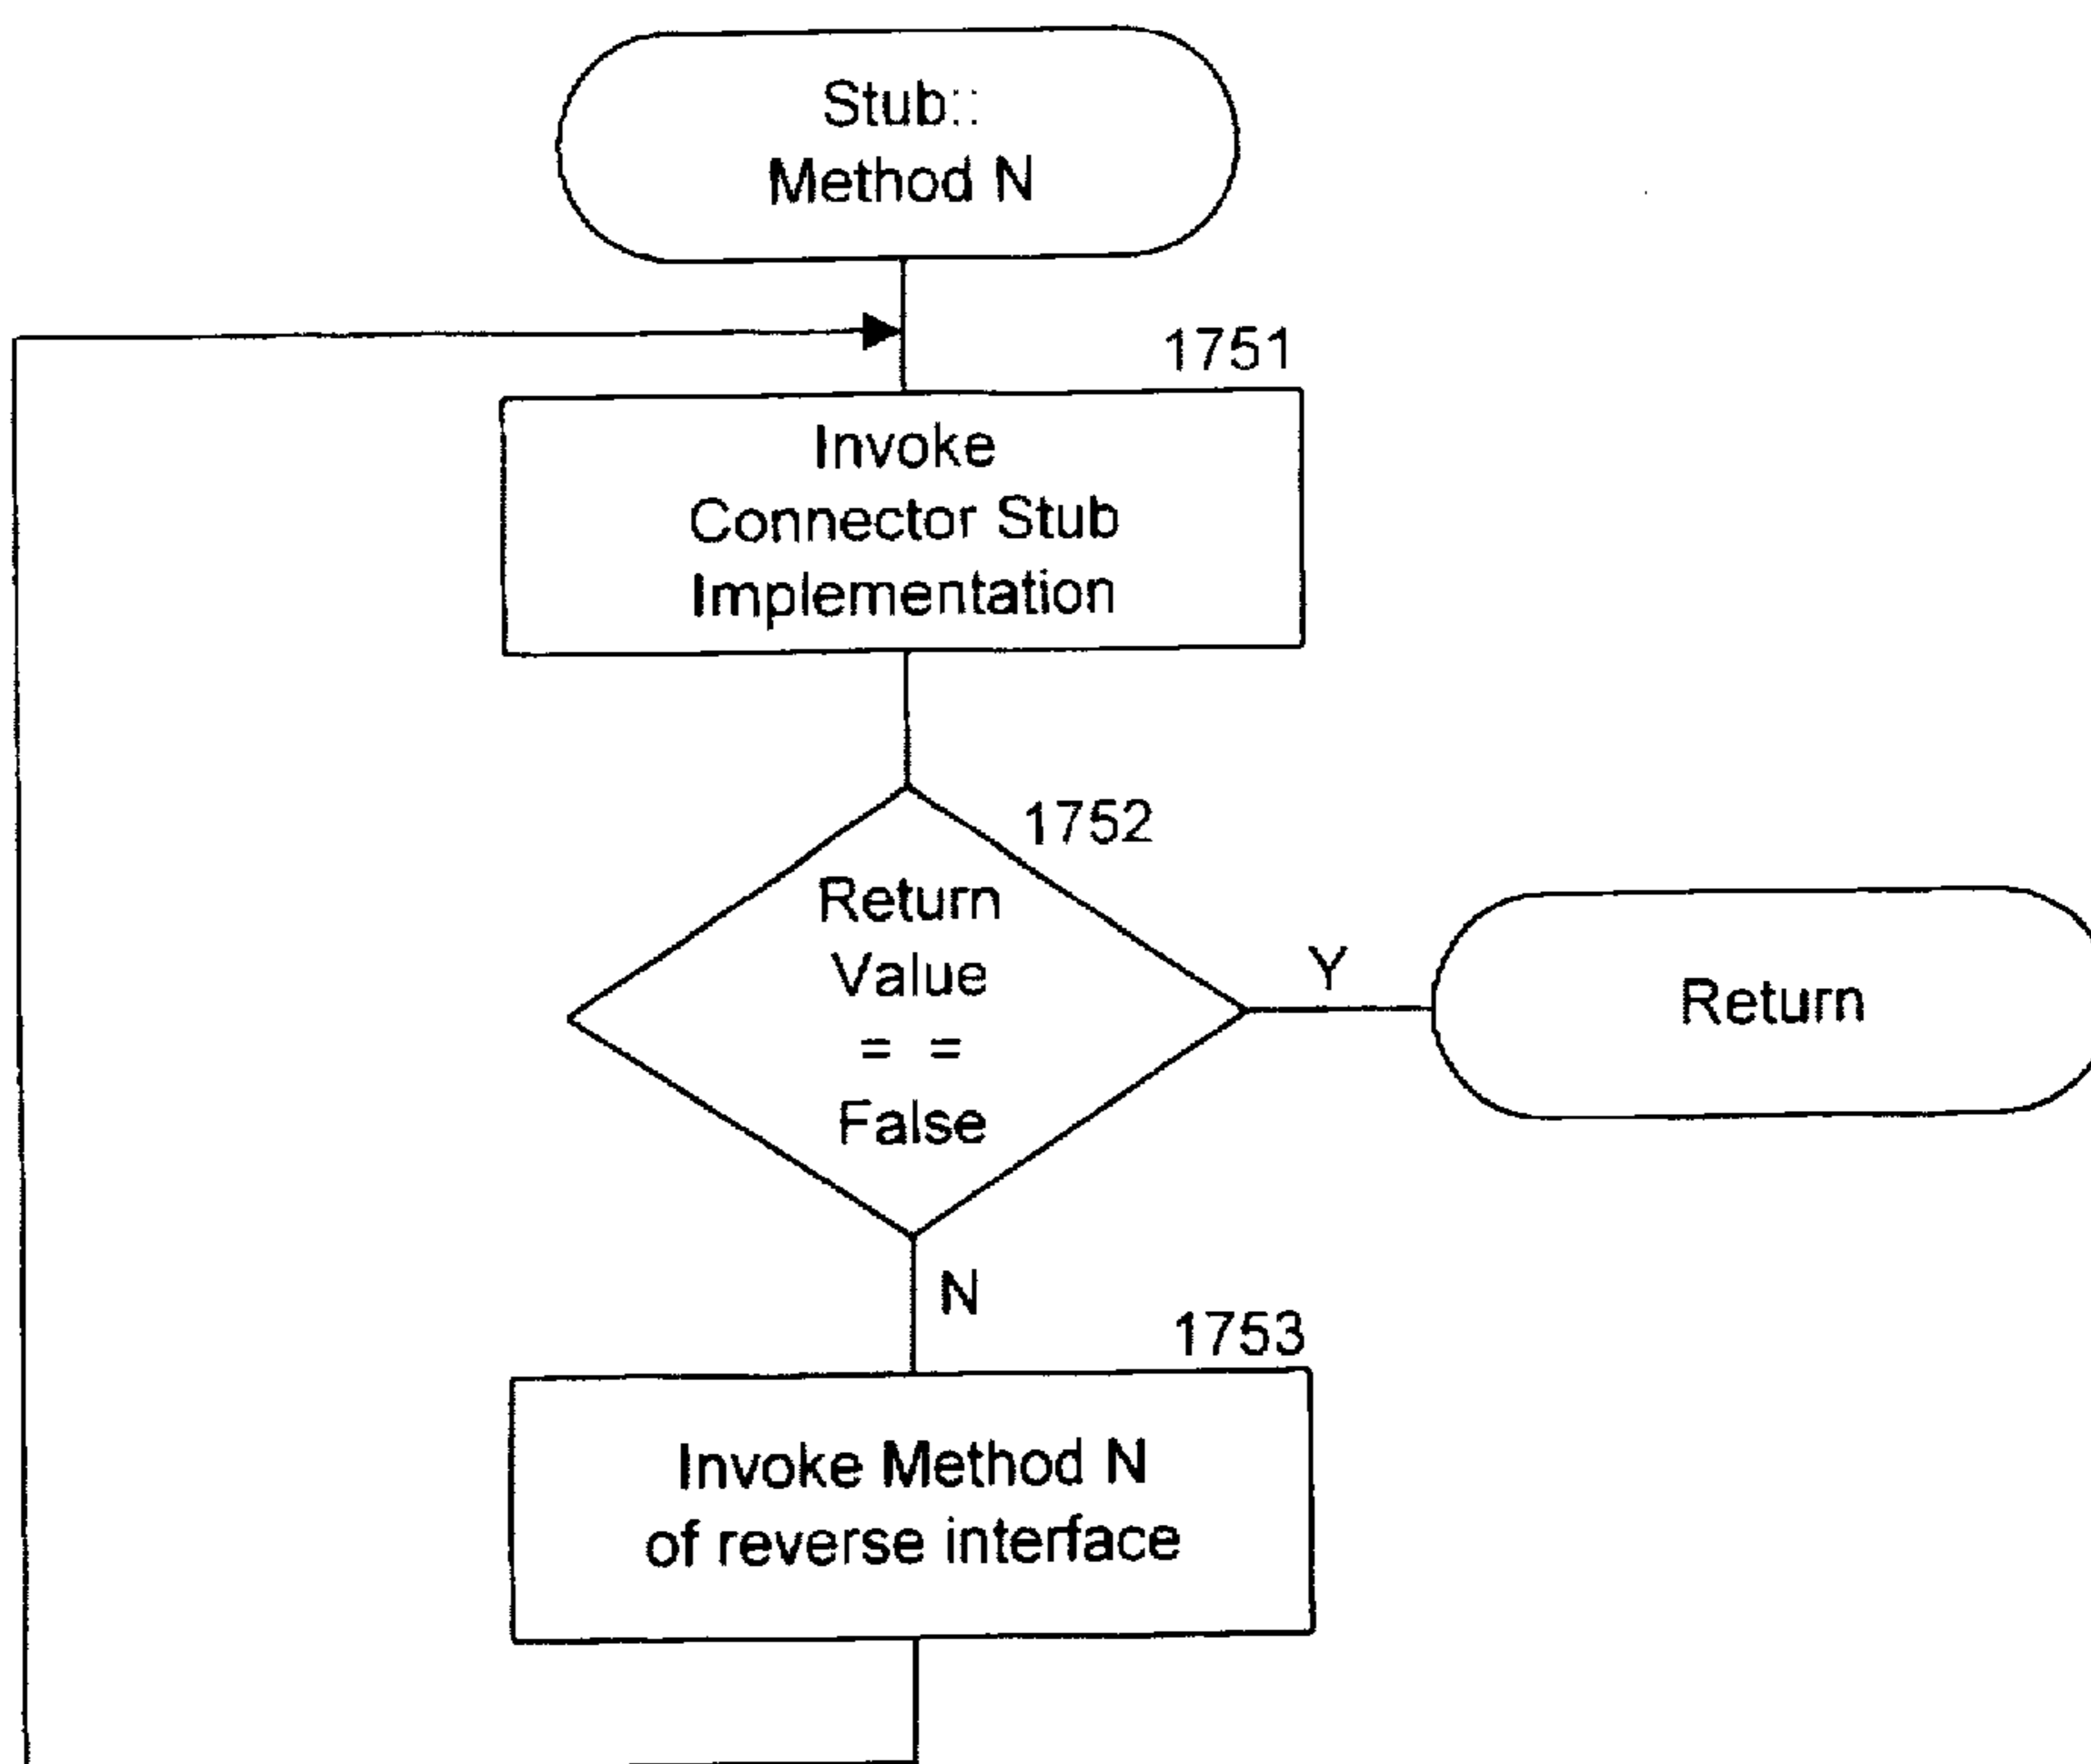 Stub::
Method N
1751
Invoke
Connector Stub
Implementation
1752
Return
Value
= =
False
Y
Return
N
1753
Invoke Method N
of reverse interface